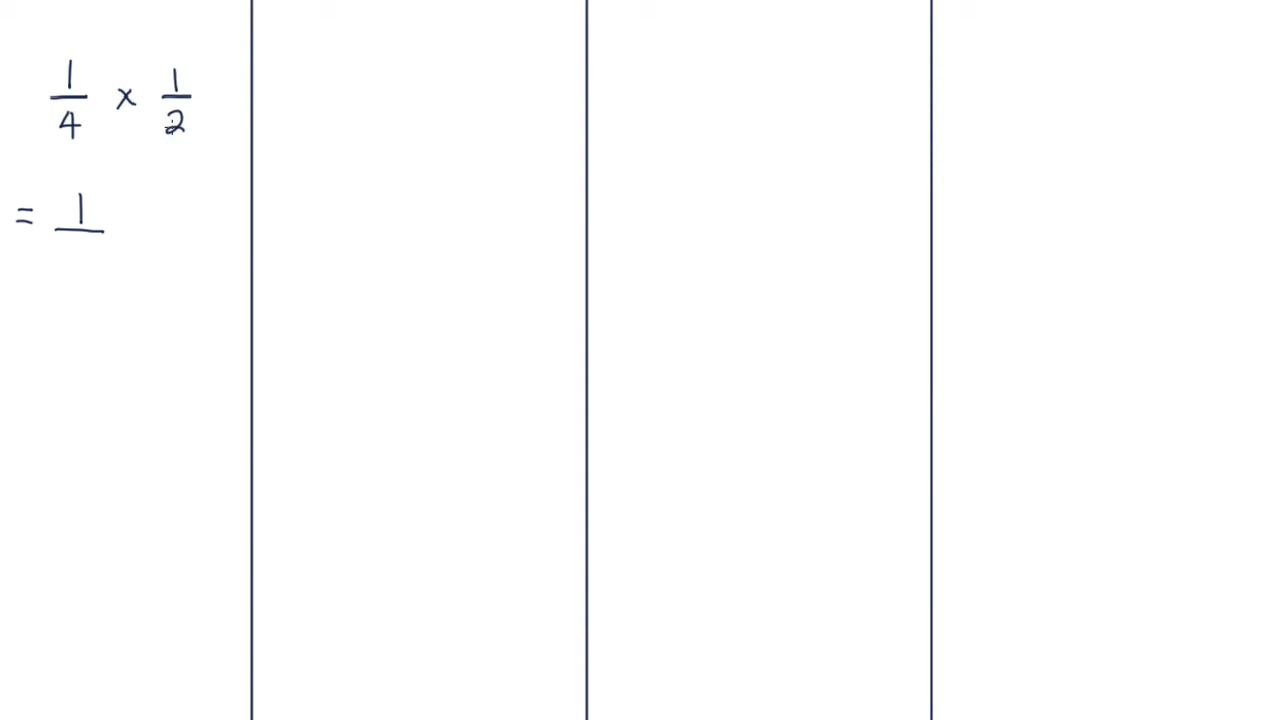 1/4 × 1/2
= 1/